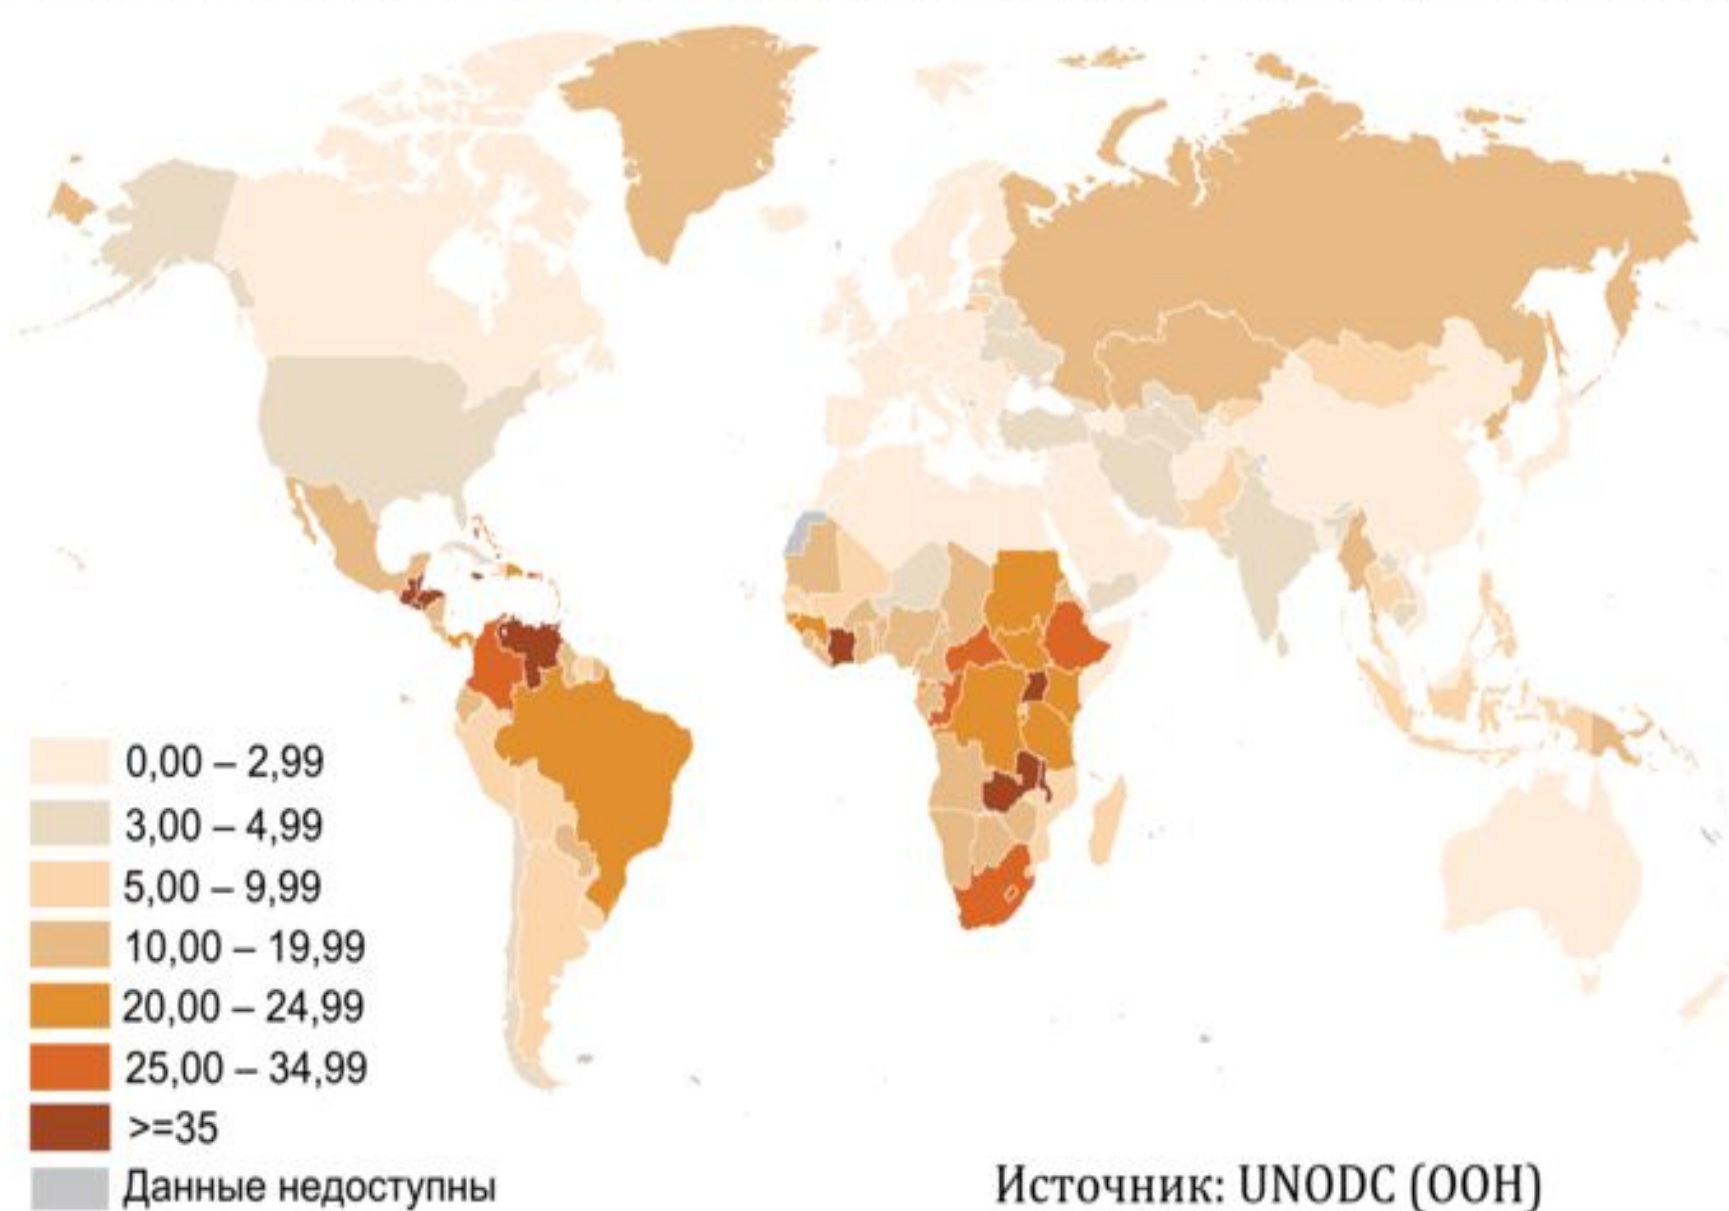 0,00 – 2,99
3,00 – 4,99
5,00 – 9,99
10,00 – 19,99
20,00 – 24,99
25,00 – 34,99
>=35
Данные недоступны
Источник: UNODC (ООН)